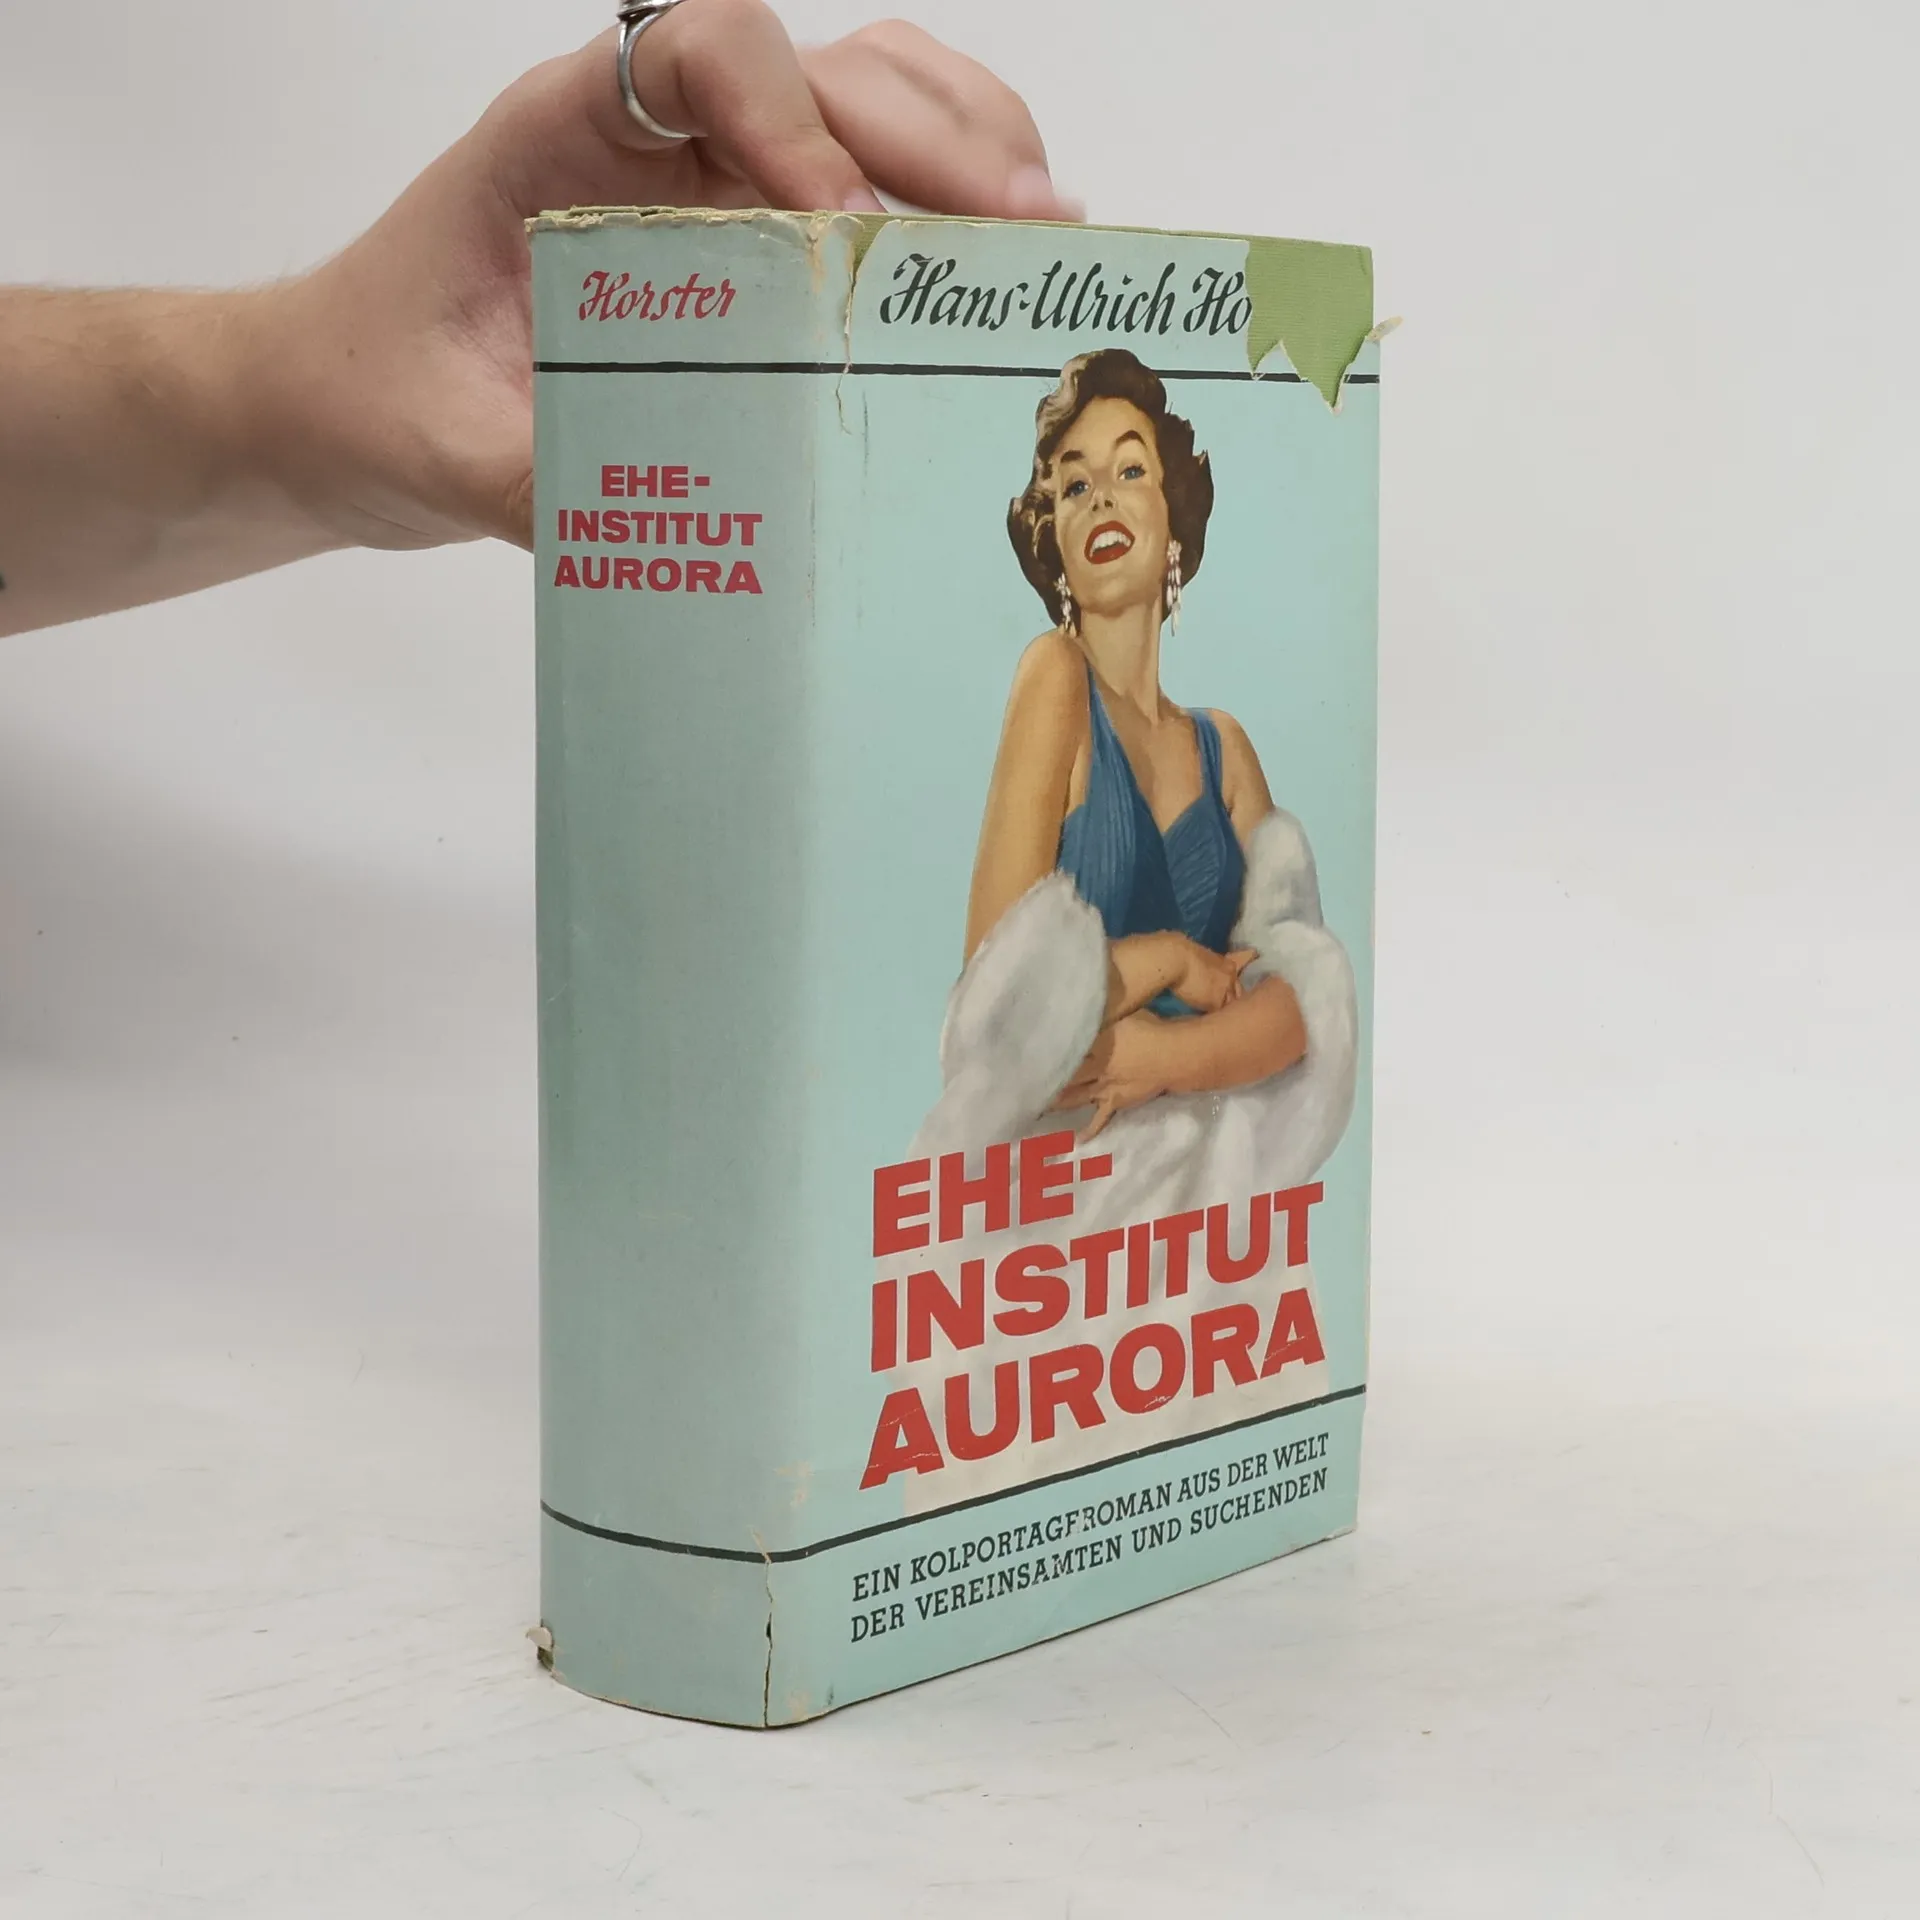 Horster
EHE-
INSTITUT
AURORA
Hans-Ulrich Ho
EHE-
INSTITUT
AURORA
EIN KOLPORTAGEROMAN AUS DER WELT
DER VEREINSAMTEN UND SUCHENDEN